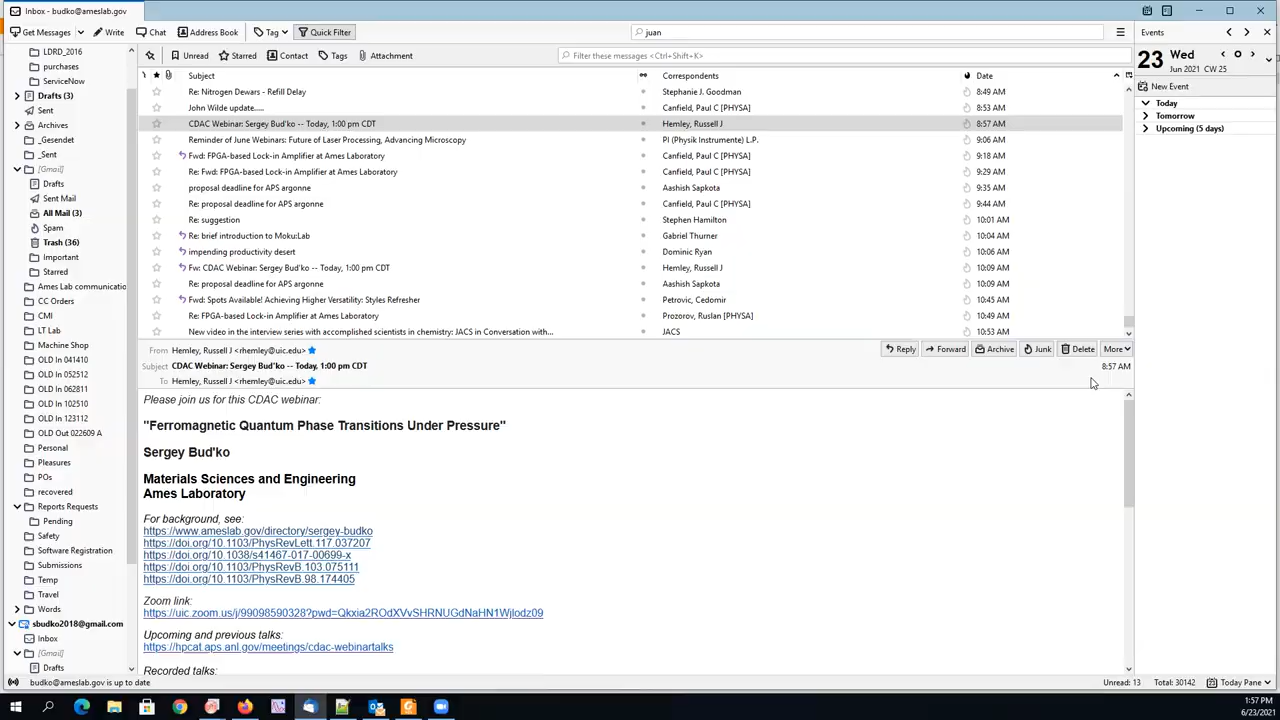 Inbox - budko@ameslab.gov
Get Messages
Write
Chat
Address Book
Tag
Quick Filter
juan
Events
Unread
Starred
Contact
Tags
Attachment
Filter these messages <Ctrl+Shift+K>
23
Wed
Jun 2021 CW 25
New Event
Today
Tomorrow
Upcoming (5 days)
LDRD_2016
purchases
ServiceNow
Drafts (3)
Sent
Archives
_Gesendet
_Sent
[Gmail]
Drafts
Sent Mail
All Mail (3)
Spam
Trash (36)
Important
Starred
Ames Lab communicatio
CC Orders
CMI
LT Lab
Machine Shop
OLD In 041410
OLD In 052512
OLD In 062811
OLD In 102510
OLD In 123112
OLD Out 022609 A
Personal
Pleasures
POs
recovered
Reports Requests
Pending
Safety
Software Registration
Submissions
Temp
Travel
Words
sbudko2018@gmail.com
Inbox
[Gmail]
Drafts
Subject Correspondents Date
Re: Nitrogen Dewars - Refill Delay Stephanie J. Goodman 8:49 AM
John Wilde update..... Canfield, Paul C [PHYSA] 8:53 AM
CDAC Webinar: Sergey Bud'ko -- Today, 1:00 pm CDT Hemley, Russell J 8:57 AM
Reminder of June Webinars: Future of Laser Processing, Advancing Microscopy PI (Physik Instrumente) L.P. 9:06 AM
Fwd: FPGA-based Lock-in Amplifier at Ames Laboratory Canfield, Paul C [PHYSA] 9:18 AM
Re: Fwd: FPGA-based Lock-in Amplifier at Ames Laboratory Canfield, Paul C [PHYSA] 9:29 AM
proposal deadline for APS argonne Aashish Sapkota 9:35 AM
Re: proposal deadline for APS argonne Canfield, Paul C [PHYSA] 9:44 AM
Re: suggestion Stephen Hamilton 10:01 AM
Re: brief introduction to Moku:Lab Gabriel Thurner 10:04 AM
impending productivity desert Dominic Ryan 10:06 AM
Fw: CDAC Webinar: Sergey Bud'ko -- Today, 1:00 pm CDT Hemley, Russell J 10:09 AM
Re: proposal deadline for APS argonne Aashish Sapkota 10:09 AM
Fwd: Spots Available! Achieving Higher Versatility: Styles Refresher Petrovic, Cedomir 10:45 AM
Re: FPGA-based Lock-in Amplifier at Ames Laboratory Prozorov, Ruslan [PHYSA] 10:49 AM
New video in the interview series with accomplished scientists in chemistry: JACS in Conversation with... JACS 10:53 AM
From Hemley, Russell J <rhemley@uic.edu>
Reply Forward Archive Junk Delete More
Subject CDAC Webinar: Sergey Bud'ko -- Today, 1:00 pm CDT 8:57 AM
To Hemley, Russell J <rhemley@uic.edu>
Please join us for this CDAC webinar:
"Ferromagnetic Quantum Phase Transitions Under Pressure"
Sergey Bud'ko
Materials Sciences and Engineering
Ames Laboratory
For background, see:
https://www.ameslab.gov/directory/sergey-budko
https://doi.org/10.1103/PhysRevLett.117.037207
https://doi.org/10.1038/s41467-017-00699-x
https://doi.org/10.1103/PhysRevB.103.075111
https://doi.org/10.1103/PhysRevB.98.174405
Zoom link:
https://uic.zoom.us/j/99098590328?pwd=Qkxia2ROdXVvSHRNUGdNaHN1Wjlodz09
Upcoming and previous talks:
https://hpcat.aps.anl.gov/meetings/cdac-webinartalks
Recorded talks:
budko@ameslab.gov is up to date
Unread: 13 Total: 30142 Today Pane
1:57 PM
6/23/2021